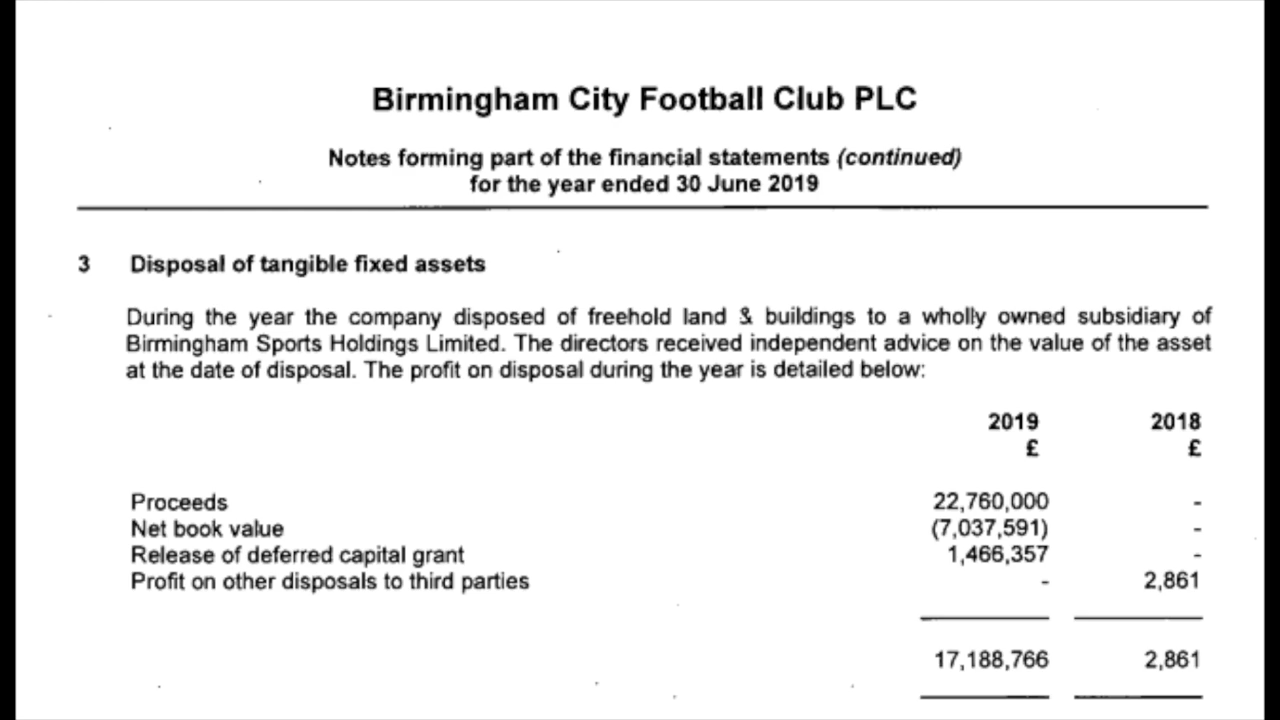 Birmingham City Football Club PLC
Notes forming part of the financial statements (continued)
for the year ended 30 June 2019
3 Disposal of tangible fixed assets
During the year the company disposed of freehold land & buildings to a wholly owned subsidiary of
Birmingham Sports Holdings Limited. The directors received independent advice on the value of the asset
at the date of disposal. The profit on disposal during the year is detailed below:
2019 2018
£ £
Proceeds 22,760,000 -
Net book value (7,037,591) -
Release of deferred capital grant 1,466,357 -
Profit on other disposals to third parties - 2,861
17,188,766 2,861